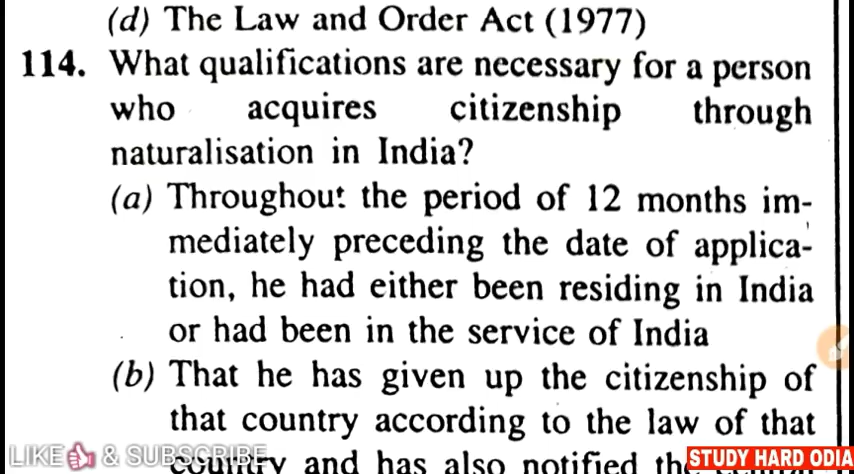 (d) The Law and Order Act (1977)
114. What qualifications are necessary for a person
who acquires citizenship through
naturalisation in India?
(a) Throughout the period of 12 months im-
mediately preceding the date of applica-
tion, he had either been residing in India
or had been in the service of India
(b) That he has given up the citizenship of
that country according to the law of that
country and has also notified
LIKE & SUBSCRIBE
STUDY HARD ODIA